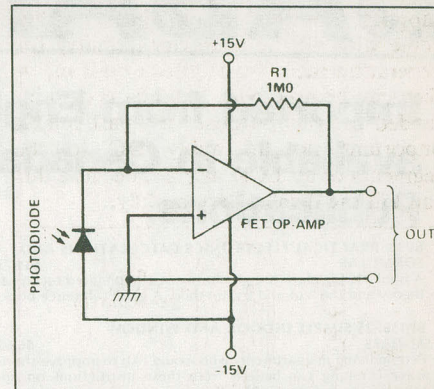 +15V
R1
1M0
PHOTODIODE
−
+
FET OP-AMP
OUT
-15V